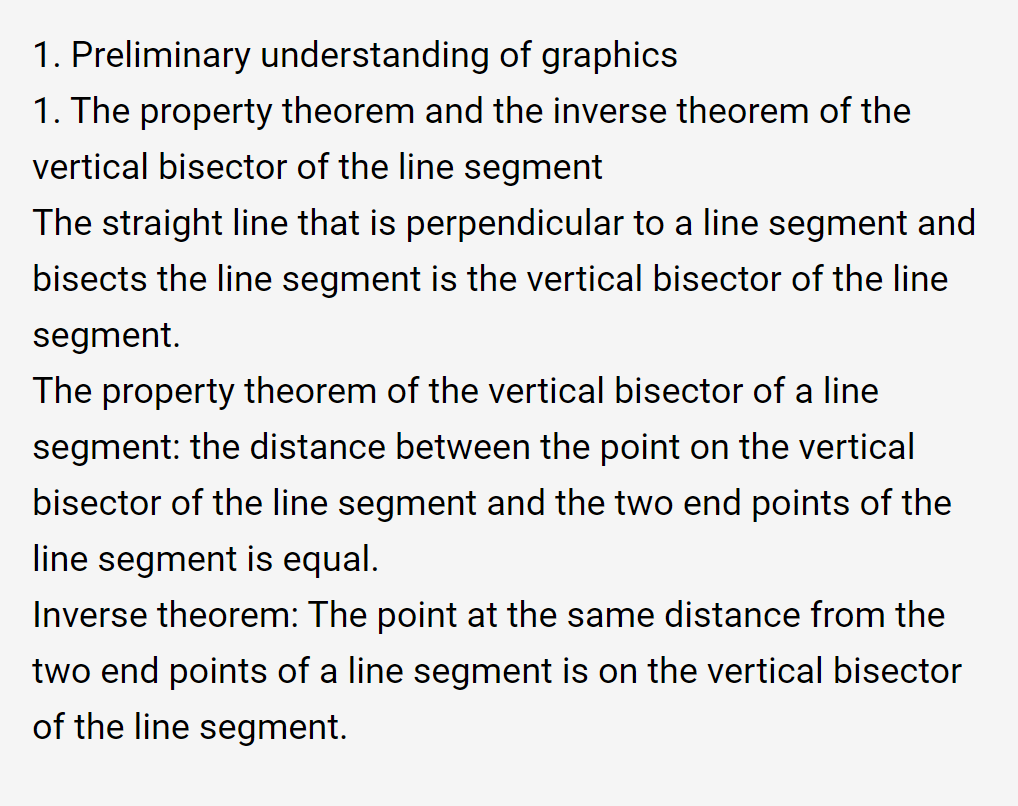 1. Preliminary understanding of graphics
1. The property theorem and the inverse theorem of the
vertical bisector of the line segment
The straight line that is perpendicular to a line segment and
bisects the line segment is the vertical bisector of the line
segment.
The property theorem of the vertical bisector of a line
segment: the distance between the point on the vertical
bisector of the line segment and the two end points of the
line segment is equal.
Inverse theorem: The point at the same distance from the
two end points of a line segment is on the vertical bisector
of the line segment.